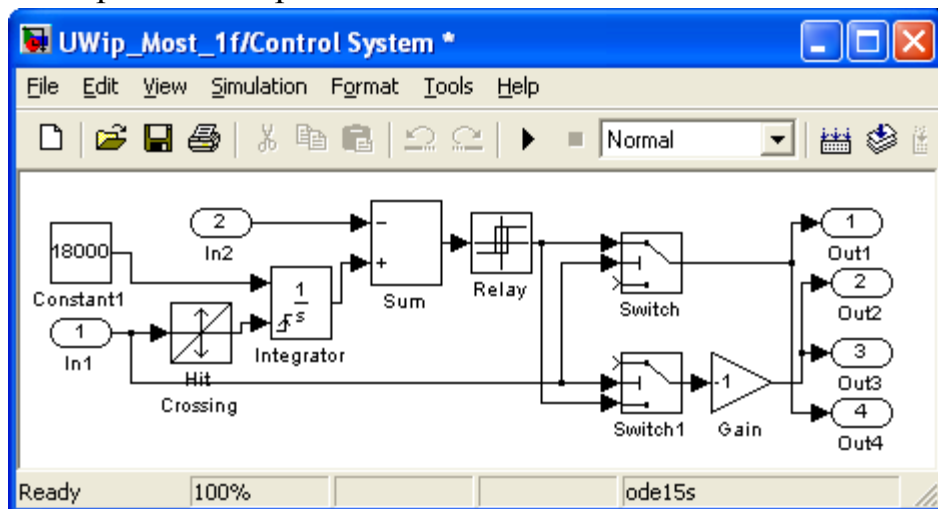 UWip_Most_1f/Control System *
File Edit View Simulation Format Tools Help
Normal
18000
Constant1
2
In2
1
In1
Hit
Crossing
1
s
Integrator
−
+
Sum
Relay
Switch
Switch1
-1
Gain
1
Out1
2
Out2
3
Out3
4
Out4
Ready 100% ode15s